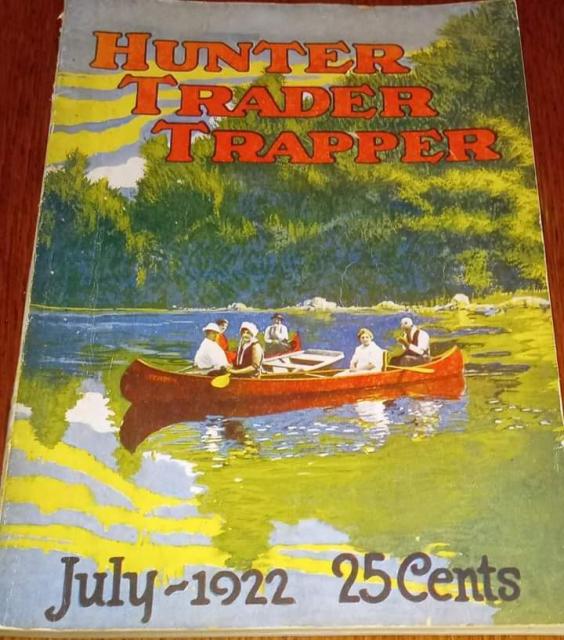 HUNTER
TRADER
TRAPPER
July-1922 25 Cents